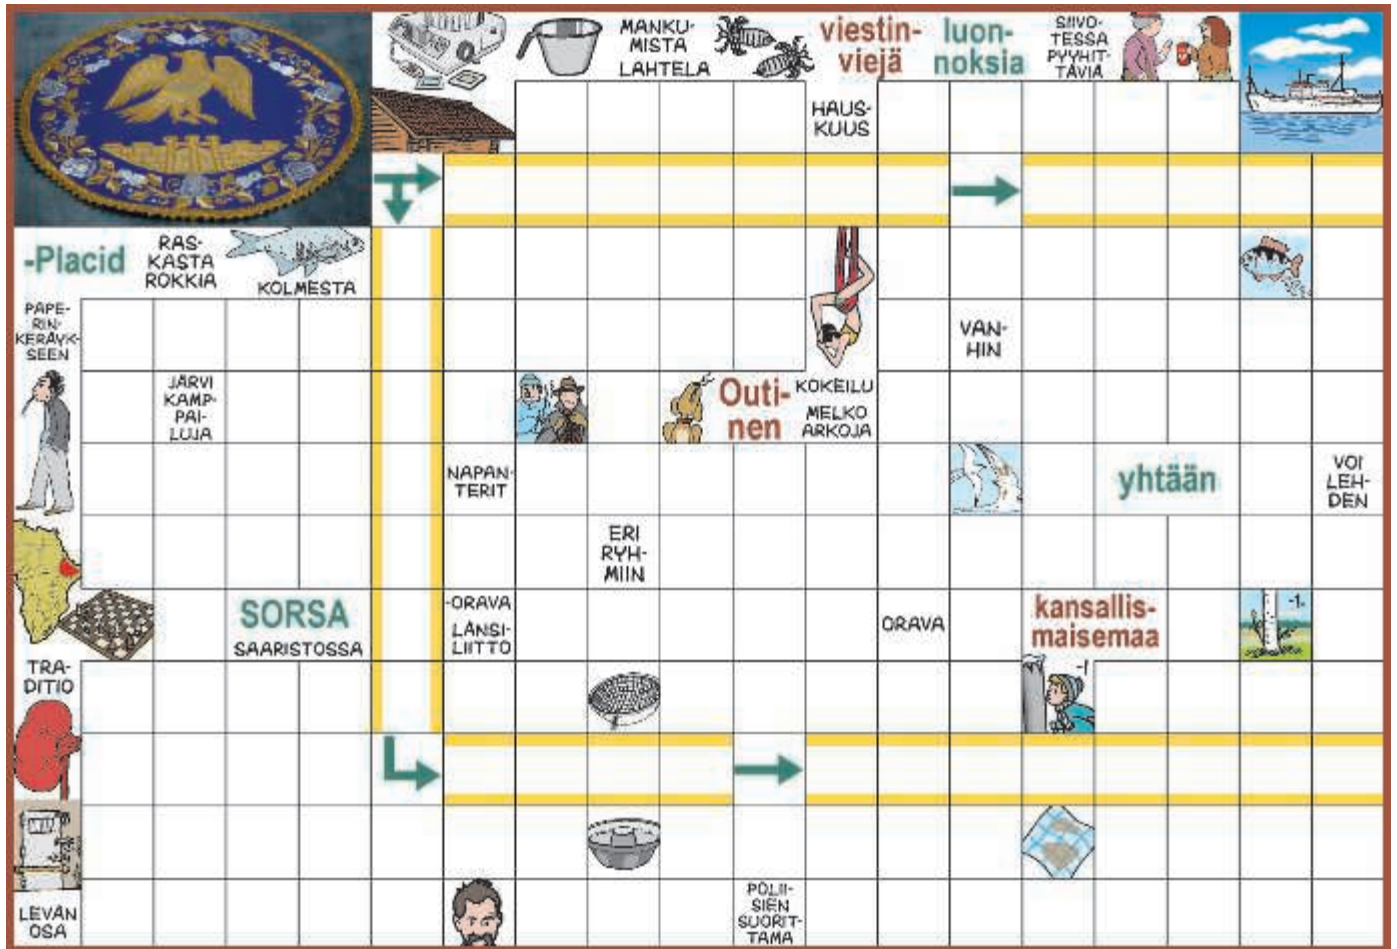 MANKU-
MISTA
LAHTELA
viestin-
viejä
luon-
noksia
SIIVO-
TESSA
PYYHIT-
TÄVIÄ
HAUS-
KUUS
-Placid
RAS-
KASTA
ROKKIA
KOLMESTA
PAPE-
RIN-
KERÄYK-
SEEN
VAN-
HIN
JÄRVI
KAMP-
PAI-
LUJA
Outi-
nen
KOKEILU
MELKO
ARKOJA
NAPAN-
TERIT
yhtään
VOI
LEH-
DEN
ERI
RYH-
MIIN
SORSA
SAARISTOSSA
-ORAVA
LÄNSI-
LIITTO
ORAVA
kansallis-
maisemaa
-1
TRA-
DITIO
-1
LEVÄN
OSA
POLII-
SIEN
SUORIT-
TAMA